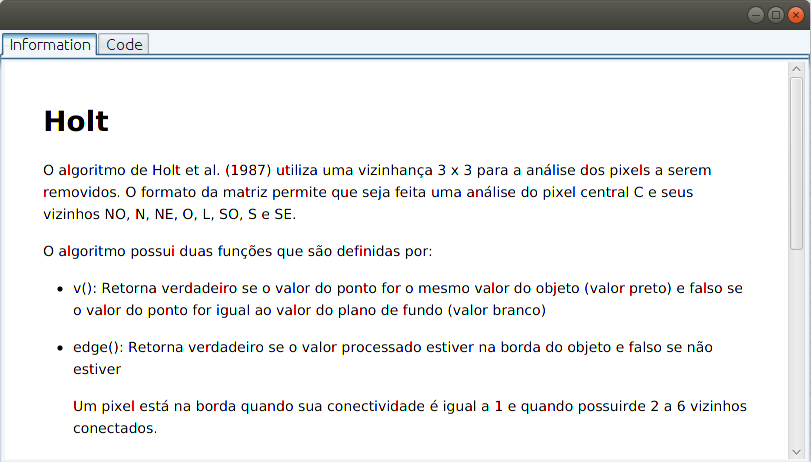 Information Code
Holt
O algoritmo de Holt et al. (1987) utiliza uma vizinhança 3 x 3 para a análise dos pixels a serem
removidos. O formato da matriz permite que seja feita uma análise do pixel central C e seus
vizinhos NO, N, NE, O, L, SO, S e SE.
O algoritmo possui duas funções que são definidas por:
• v(): Retorna verdadeiro se o valor do ponto for o mesmo valor do objeto (valor preto) e falso se
o valor do ponto for igual ao valor do plano de fundo (valor branco)
• edge(): Retorna verdadeiro se o valor processado estiver na borda do objeto e falso se não
estiver
Um pixel está na borda quando sua conectividade é igual a 1 e quando possuirde 2 a 6 vizinhos
conectados.